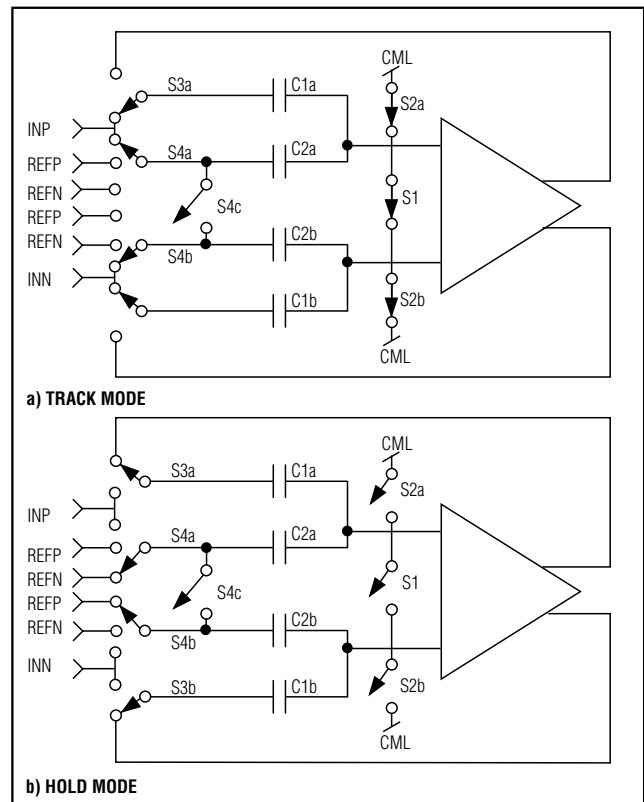 CML
S3a
C1a
S2a
INP
REFP
S4a
C2a
REFN
S1
REFP
S4c
REFN
C2b
S4b
INN
S2b
C1b
CML
a) TRACK MODE
CML
S3a
C1a
S2a
INP
REFP
S4a
C2a
REFN
S1
REFP
S4c
REFN
C2b
S4b
INN
S2b
S3b
C1b
CML
b) HOLD MODE